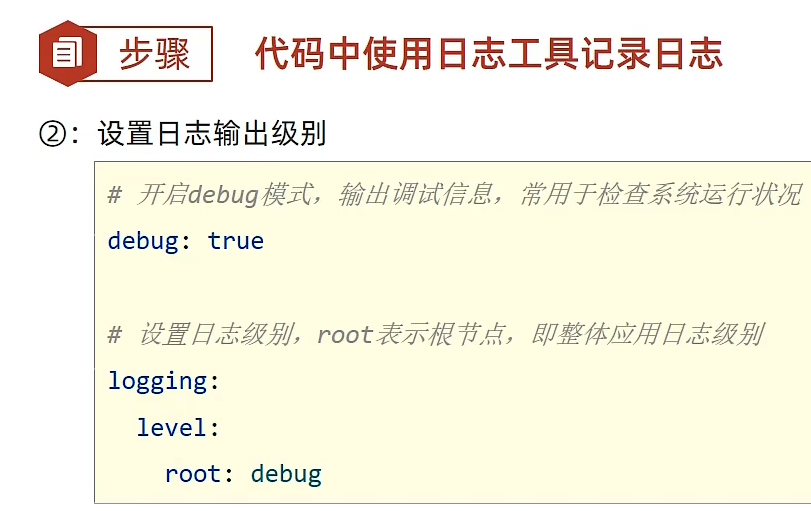 步骤
代码中使用日志工具记录日志
②：设置日志输出级别
# 开启debug模式，输出调试信息，常用于检查系统运行状况
debug: true
# 设置日志级别，root表示根节点，即整体应用日志级别
logging:
  level:
    root: debug